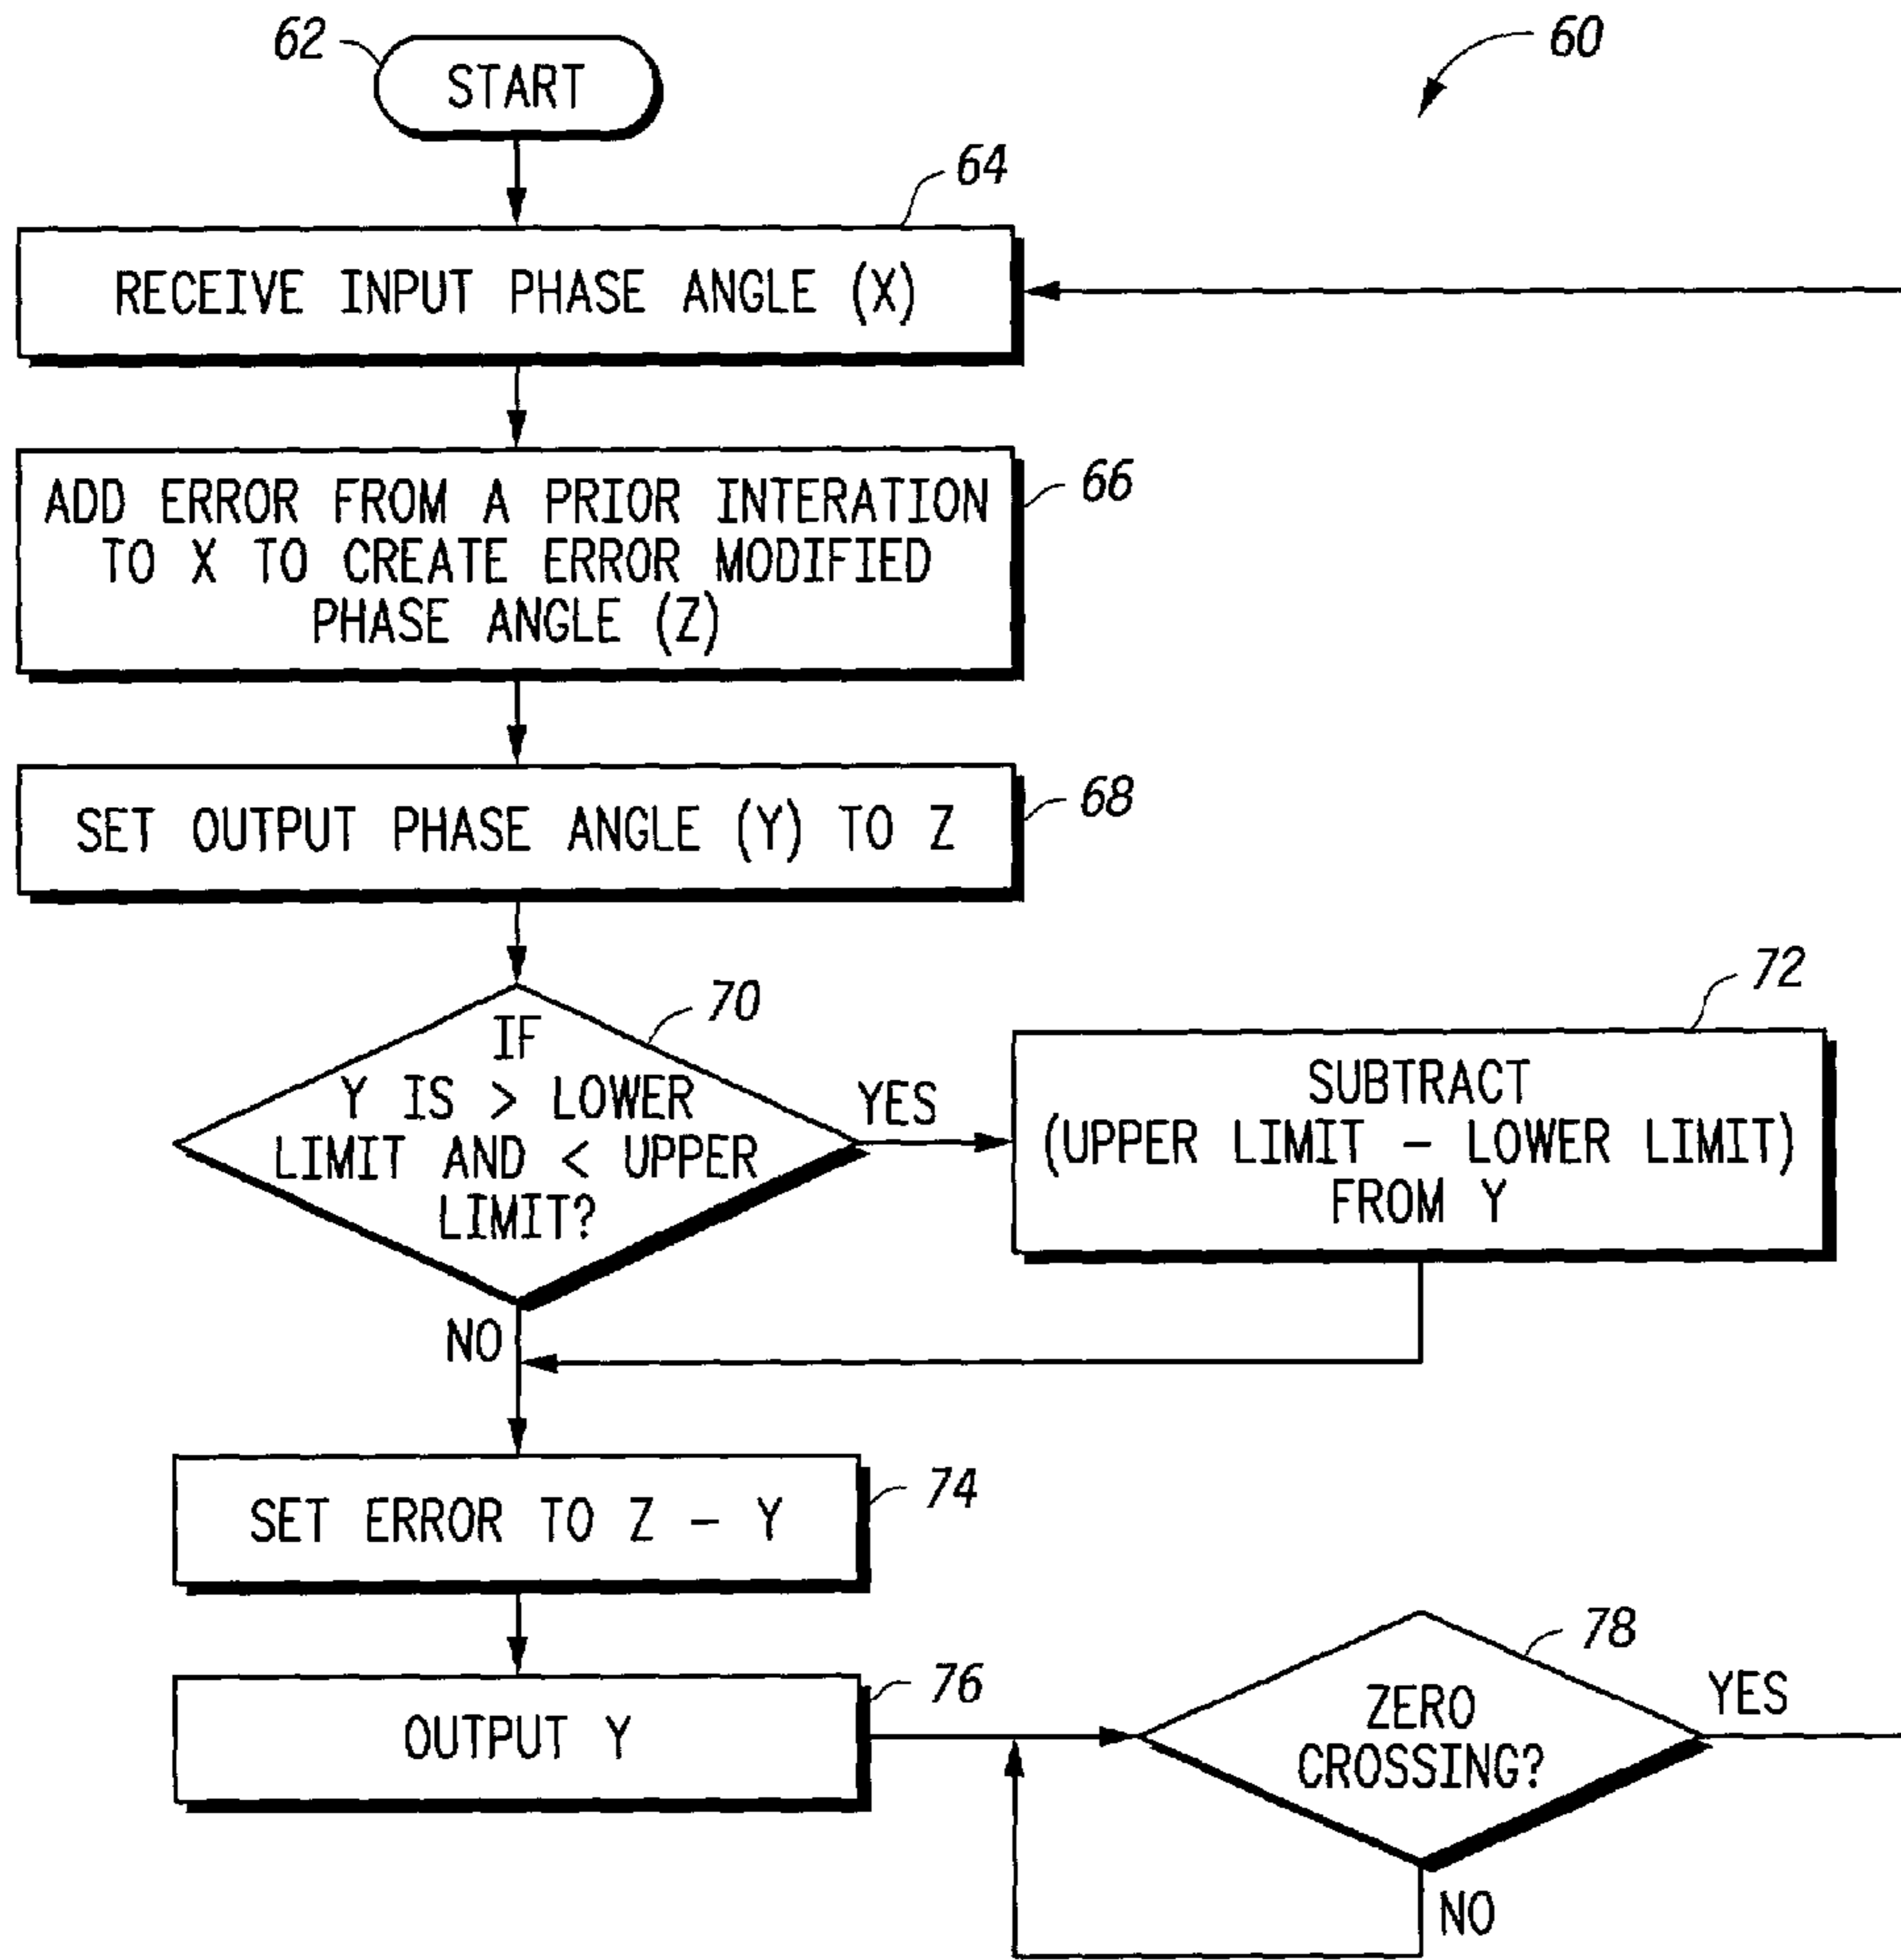 62
START
60
64
RECEIVE INPUT PHASE ANGLE (X)
66
ADD ERROR FROM A PRIOR INTERATION
TO X TO CREATE ERROR MODIFIED
PHASE ANGLE (Z)
68
SET OUTPUT PHASE ANGLE (Y) TO Z
70
IF
Y IS > LOWER
LIMIT AND < UPPER
LIMIT?
YES
72
SUBTRACT
(UPPER LIMIT – LOWER LIMIT)
FROM Y
NO
74
SET ERROR TO Z – Y
76
OUTPUT Y
78
ZERO
CROSSING?
YES
NO